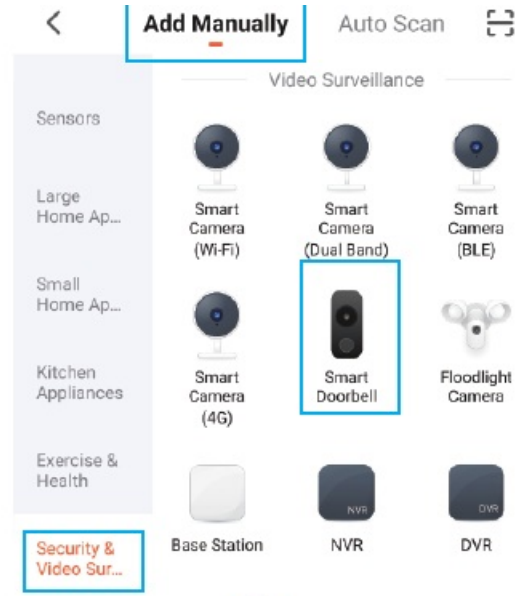 Add Manually
Auto Scan
Video Surveillance
Sensors
Large
Home Ap...
Small
Home Ap...
Kitchen
Appliances
Exercise &
Health
Security &
Video Sur...
Smart
Camera
(Wi-Fi)
Smart
Camera
(Dual Band)
Smart
Camera
(BLE)
Smart
Camera
(4G)
Smart
Doorbell
Floodlight
Camera
Base Station
NVR
NVR
DVR
DVR